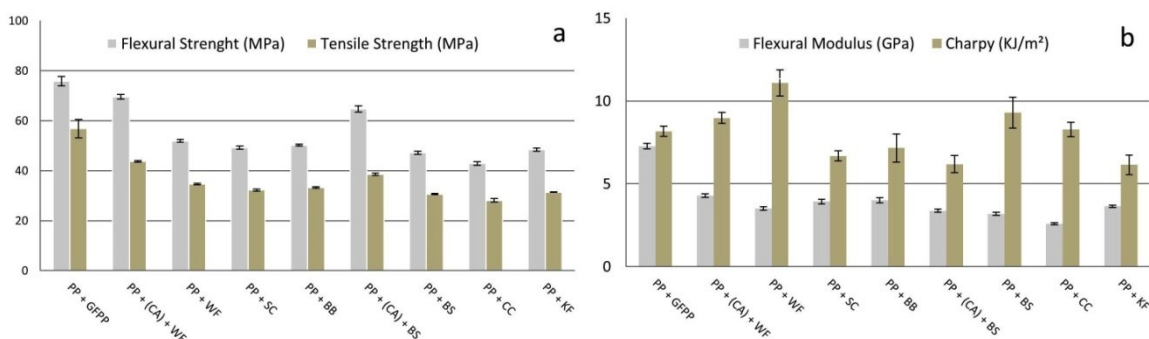 a
Flexural Strenght (MPa) Tensile Strength (MPa)
100
80
60
40
20
0
PP + GFPP
PP + (CA) + WF
PP + WF
PP + SC
PP + BB
PP + (CA) + BS
PP + BS
PP + CC
PP + KF
b
Flexural Modulus (GPa) Charpy (KJ/m²)
15
10
5
0
PP + GFPP
PP + (CA) + WF
PP + WF
PP + SC
PP + BB
PP + (CA) + BS
PP + BS
PP + CC
PP + KF